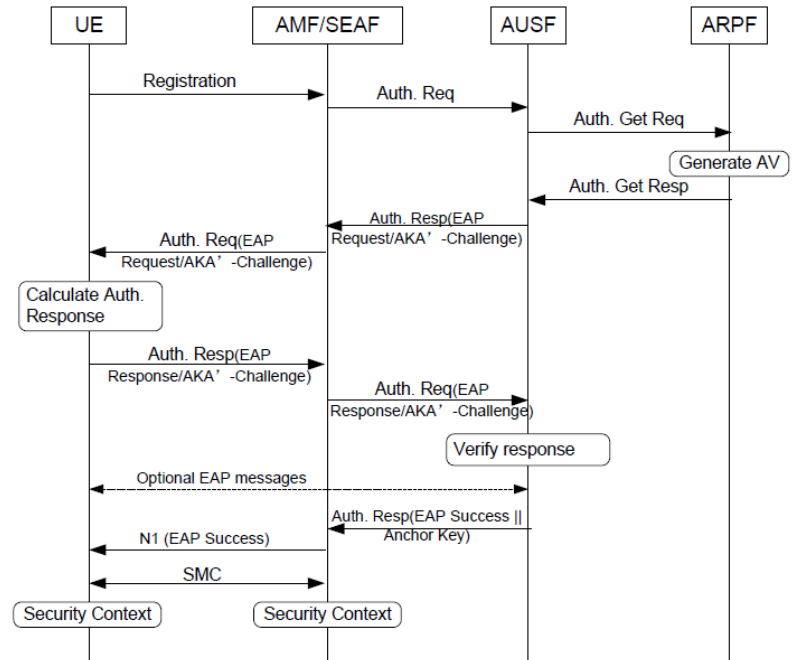 UE
AMF/SEAF
AUSF
ARPF
Registration
Auth. Req
Auth. Get Req
Generate AV
Auth. Get Resp
Auth. Resp(EAP
Request/AKA’ -Challenge)
Auth. Req(EAP
Request/AKA’ -Challenge)
Calculate Auth.
Response
Auth. Resp(EAP
Response/AKA’ -Challenge)
Auth. Req(EAP
Response/AKA’ -Challenge)
Verify response
Optional EAP messages
Auth. Resp(EAP Success ||
Anchor Key)
N1 (EAP Success)
SMC
Security Context
Security Context